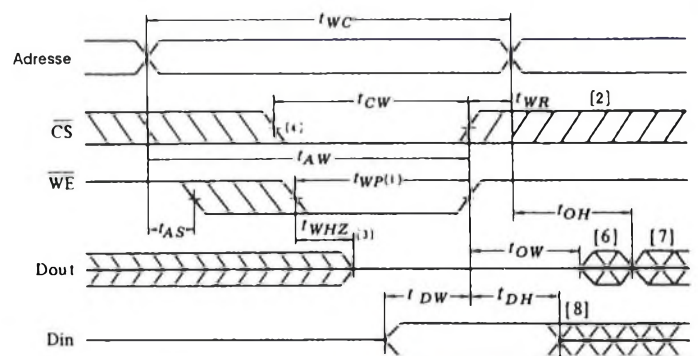 tWC
Adresse
tCW
tWR
[2]
CS
[4]
tAW
WE
tWP(1)
tAS
tWHZ
[3]
tOH
[6]
[7]
Dout
tOW
tDW
tDH
[8]
Din